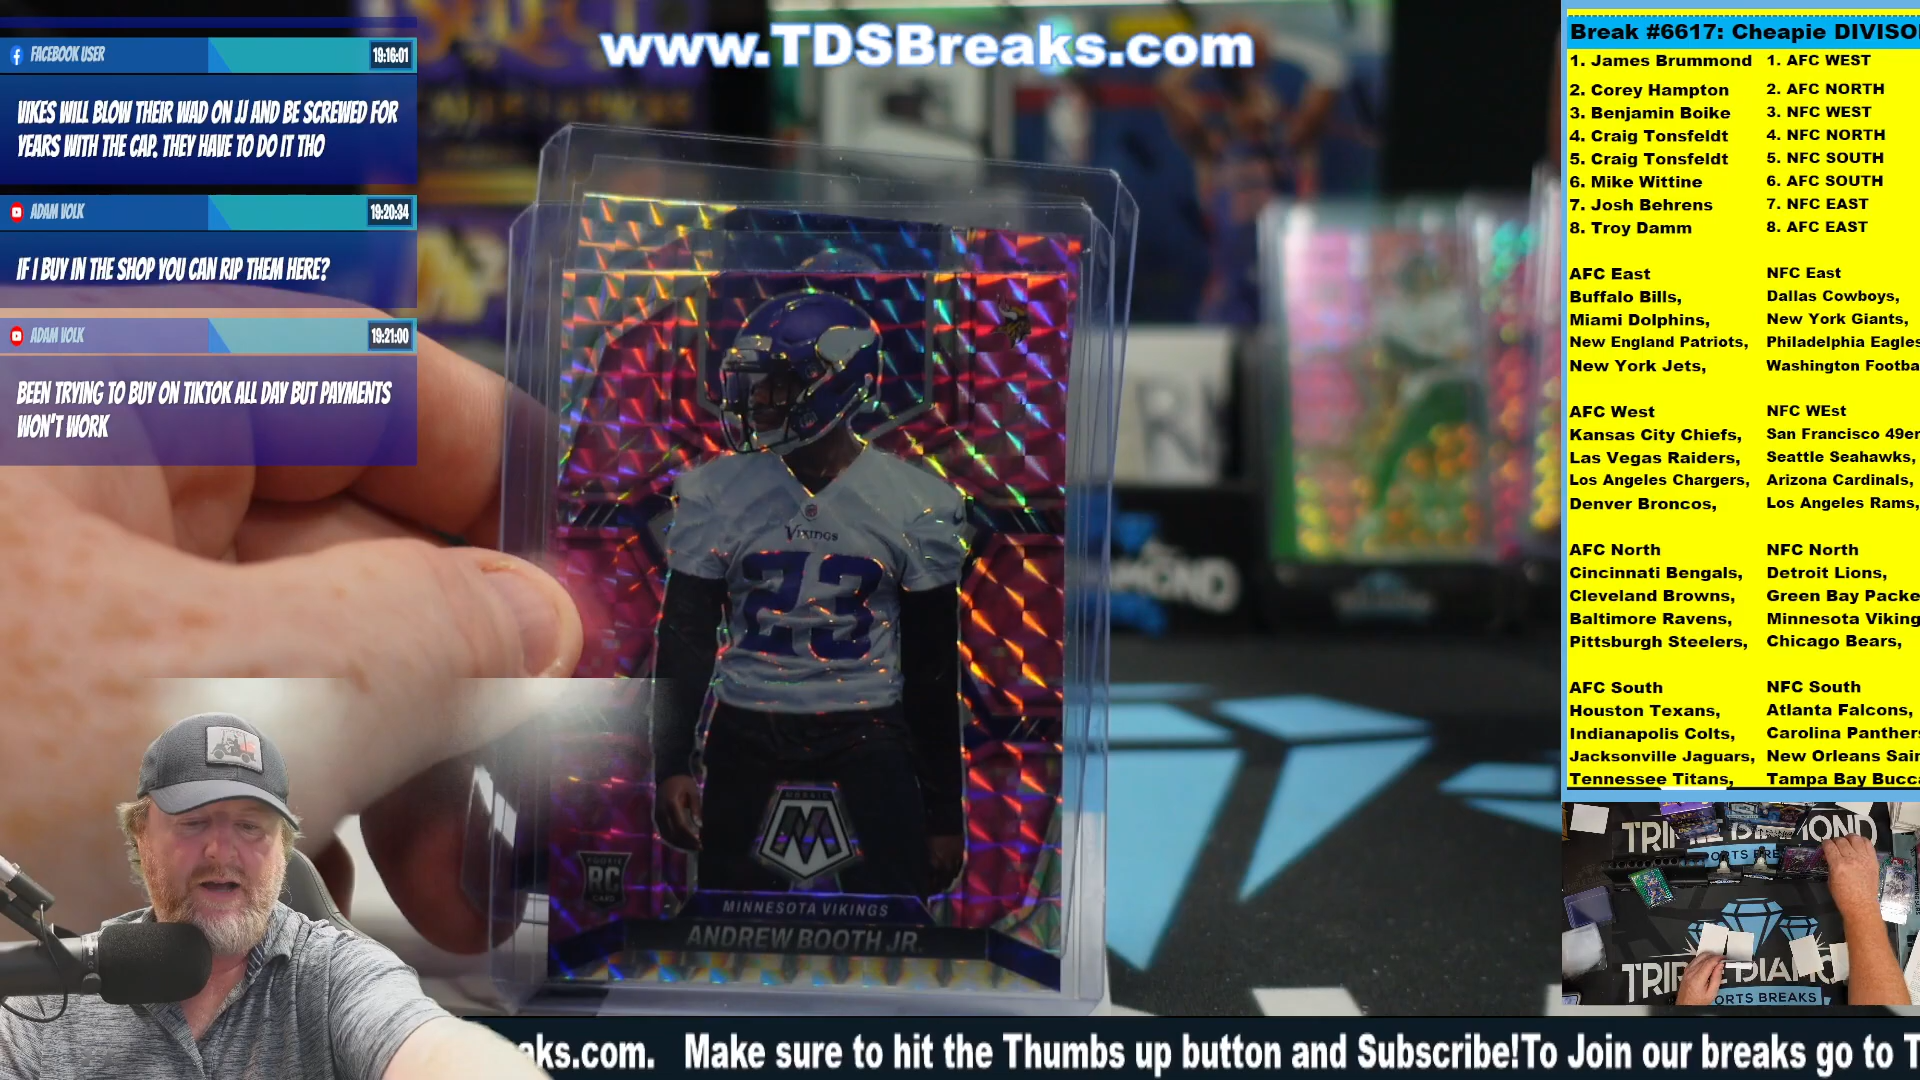 www.TDSBreaks.com
FACEBOOK USER
19:16:01
VIKES WILL BLOW THEIR WAD ON JJ AND BE SCREWED FOR
YEARS WITH THE CAP. THEY HAVE TO DO IT THO
ADAM VOLK
19:20:34
IF I BUY IN THE SHOP YOU CAN RIP THEM HERE?
ADAM VOLK
19:21:00
BEEN TRYING TO BUY ON TIKTOK ALL DAY BUT PAYMENTS
WON'T WORK
VIKINGS
23
MOSAIC
ROOKIE
RC
CARD
MINNESOTA VIKINGS
ANDREW BOOTH JR.
Break #6617: Cheapie DIVISO
1. James Brummond 1. AFC WEST
2. Corey Hampton 2. AFC NORTH
3. Benjamin Boike 3. NFC WEST
4. Craig Tonsfeldt 4. NFC NORTH
5. Craig Tonsfeldt 5. NFC SOUTH
6. Mike Wittine 6. AFC SOUTH
7. Josh Behrens 7. NFC EAST
8. Troy Damm 8. AFC EAST
AFC East NFC East
Buffalo Bills, Dallas Cowboys,
Miami Dolphins, New York Giants,
New England Patriots, Philadelphia Eagles
New York Jets, Washington Footba
AFC West NFC WEst
Kansas City Chiefs, San Francisco 49er
Las Vegas Raiders, Seattle Seahawks,
Los Angeles Chargers, Arizona Cardinals,
Denver Broncos, Los Angeles Rams,
AFC North NFC North
Cincinnati Bengals, Detroit Lions,
Cleveland Browns, Green Bay Packe
Baltimore Ravens, Minnesota Viking
Pittsburgh Steelers, Chicago Bears,
AFC South NFC South
Houston Texans, Atlanta Falcons,
Indianapolis Colts, Carolina Panthers
Jacksonville Jaguars, New Orleans Sain
Tennessee Titans, Tampa Bay Bucca
TRIPLE DIAMOND
ORTS BREAKS
aks.com. Make sure to hit the Thumbs up button and Subscribe!To Join our breaks go to T